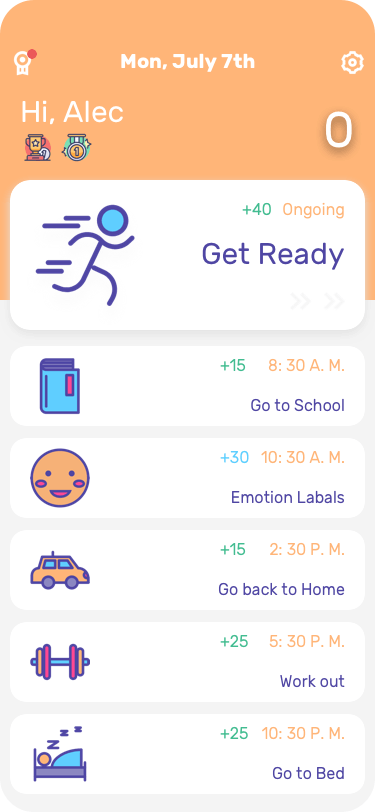 Mon, July 7th
Hi, Alec
0
1
+40 Ongoing
Get Ready
+15 8: 30 A. M.
Go to School
+30 10: 30 A. M.
Emotion Labals
+15 2: 30 P. M.
Go back to Home
+25 5: 30 P. M.
Work out
+25 10: 30 P. M.
Go to Bed